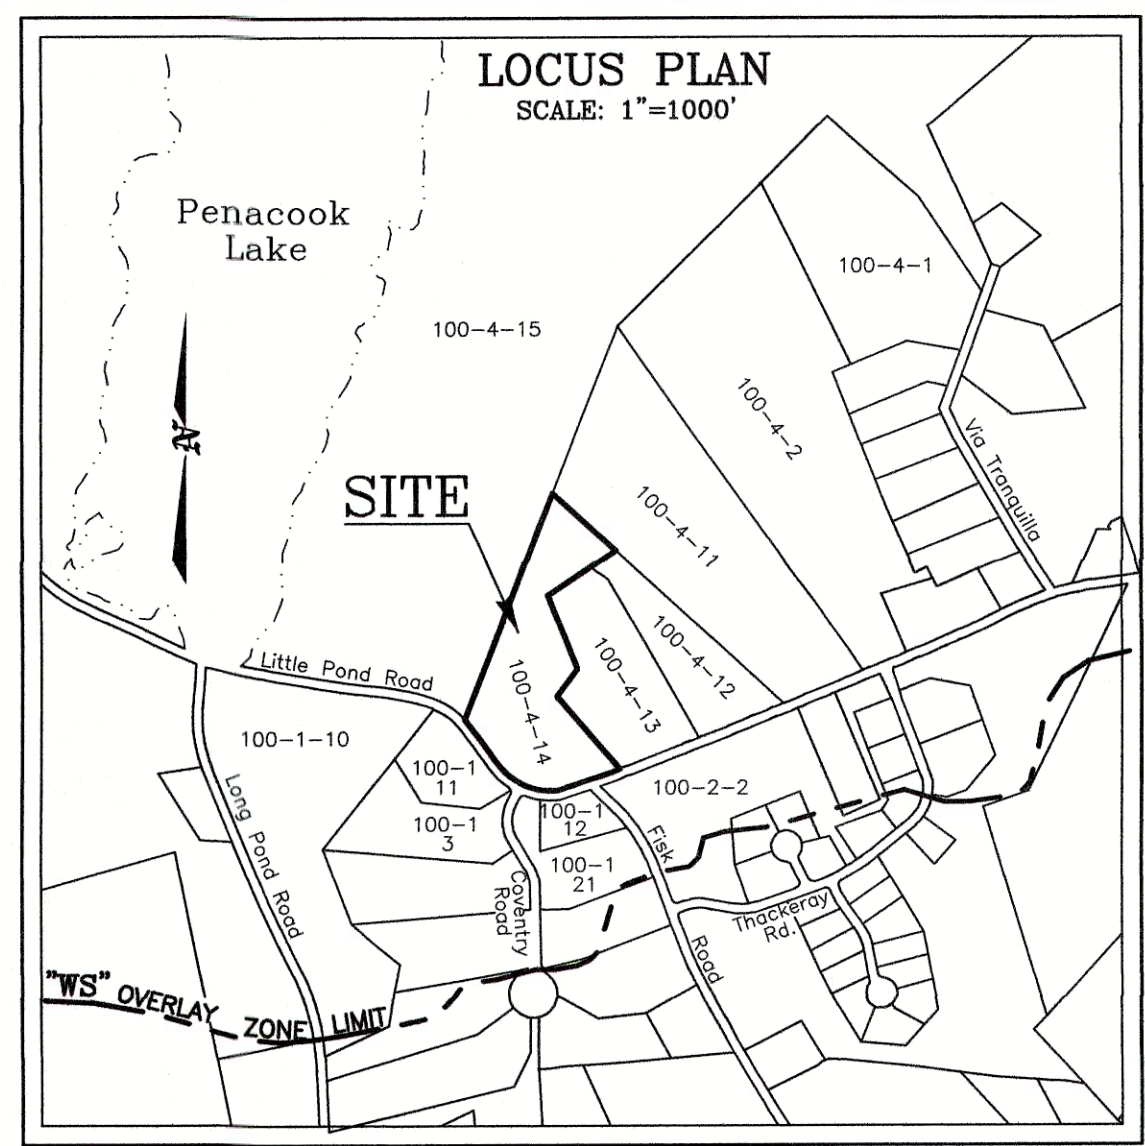 LOCUS PLAN
SCALE: 1"=1000'
Penacook
Lake
100-4-1
100-4-15
100-4-2
N
Via Tranquilla
SITE
100-4-11
100-4-12
100-4-13
100-4-14
Little Pond Road
100-1-10
100-1
11
100-2-2
100-1
12
100-1
3
Long Pond Road
Fisk
Road
100-1
21
Coventry
Road
Thackeray
Rd.
"WS" OVERLAY ZONE LIMIT